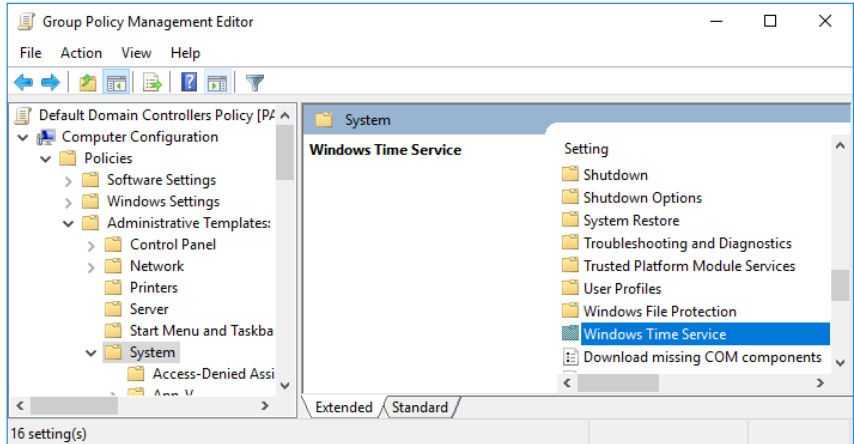 Group Policy Management Editor
File Action View Help
Default Domain Controllers Policy [PA
Computer Configuration
Policies
Software Settings
Windows Settings
Administrative Templates:
Control Panel
Network
Printers
Server
Start Menu and Taskba
System
Access-Denied Assi
App-V
System
Windows Time Service
Setting
Shutdown
Shutdown Options
System Restore
Troubleshooting and Diagnostics
Trusted Platform Module Services
User Profiles
Windows File Protection
Windows Time Service
Download missing COM components
Extended Standard
16 setting(s)